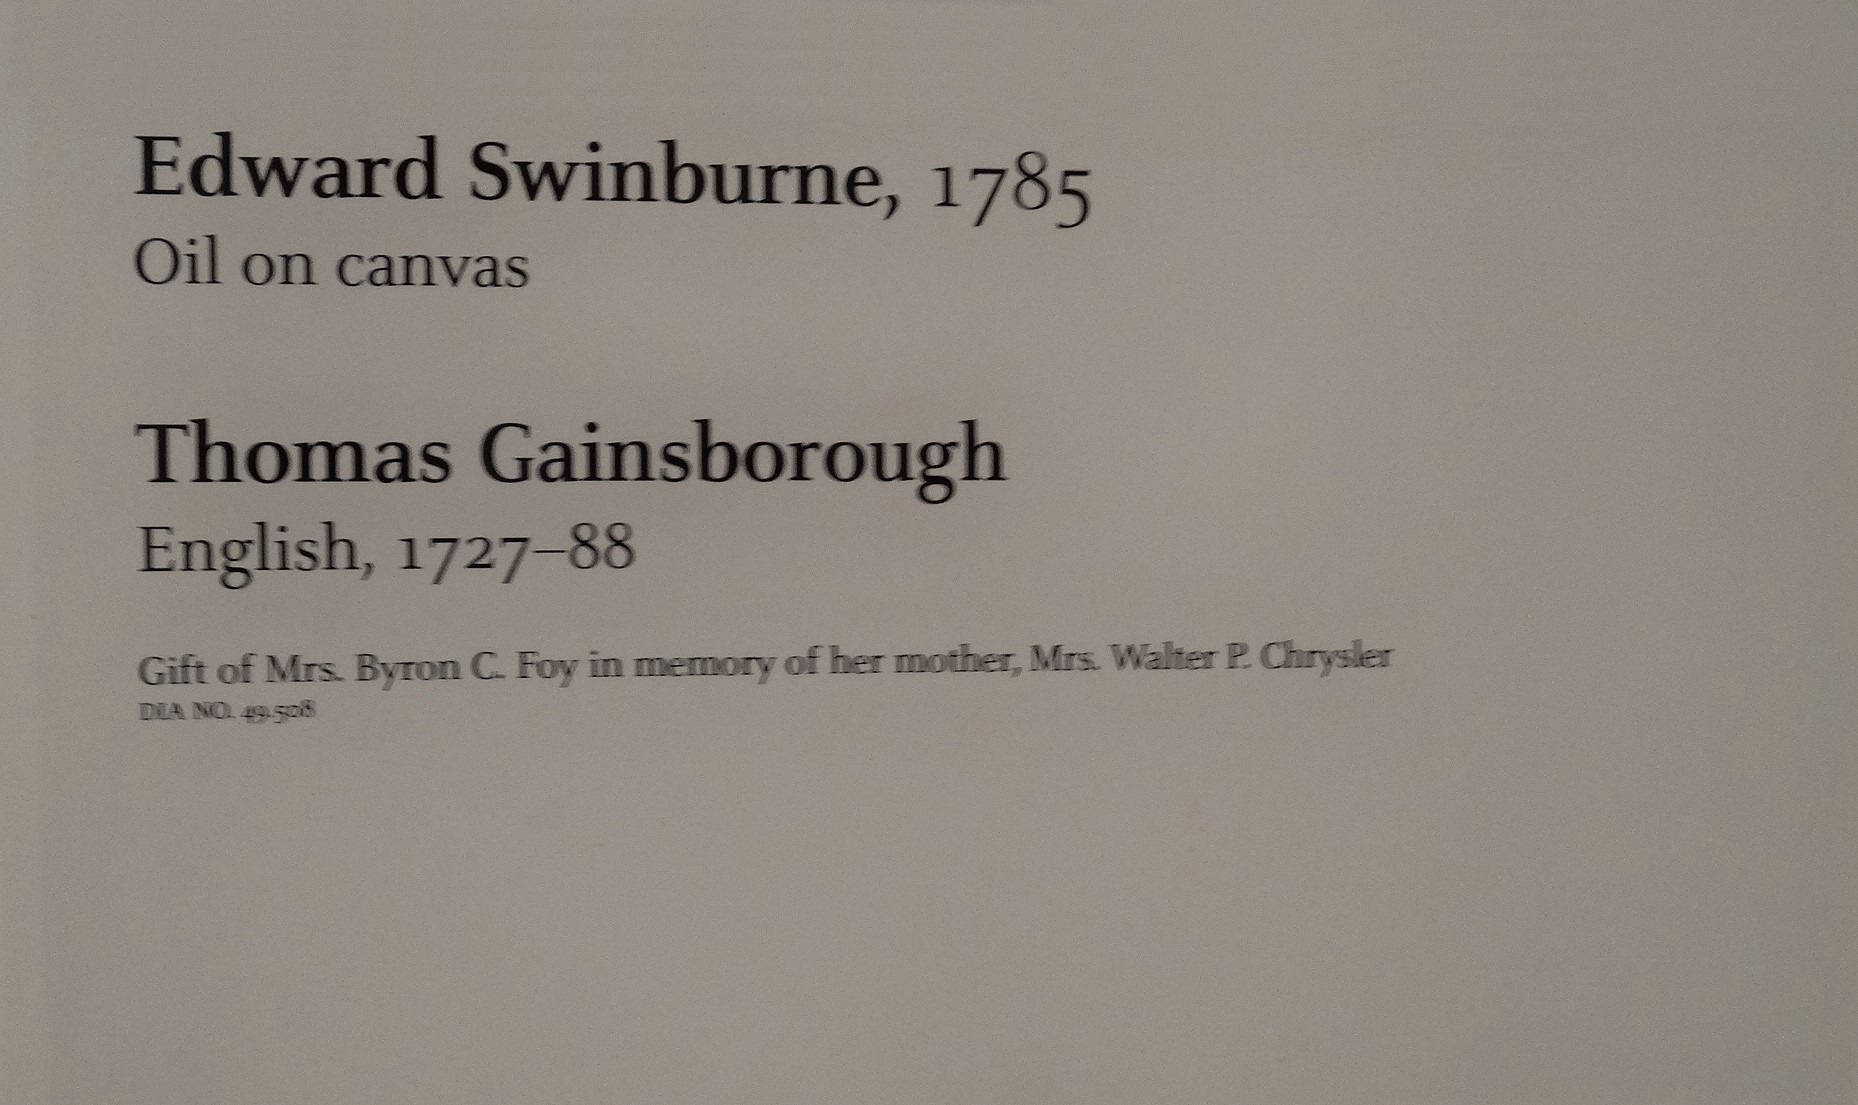 Edward Swinburne, 1785
Oil on canvas
Thomas Gainsborough
English, 1727–88
Gift of Mrs. Byron C. Foy in memory of her mother, Mrs. Walter P. Chrysler
DIA NO. 49.508